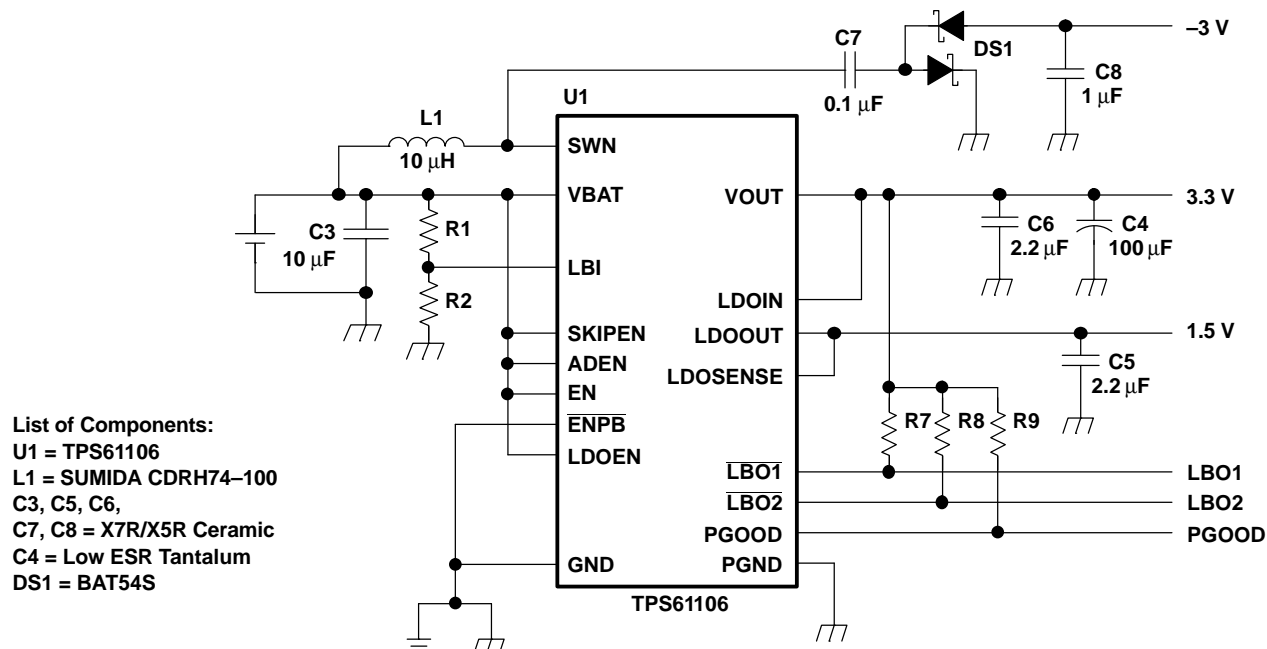 –3 V
C7
DS1
C8
0.1 μF
1 μF
U1
L1
10 μH
SWN
VBAT
VOUT
3.3 V
C3
10 μF
R1
C6
2.2 μF
C4
100 μF
LBI
R2
LDOIN
SKIPEN
LDOOUT
1.5 V
ADEN
LDOSENSE
C5
2.2 μF
EN
ENPB
R7
R8
R9
LDOEN
LBO1
LBO1
LBO2
LBO2
PGOOD
PGOOD
GND
PGND
TPS61106
List of Components:
U1 = TPS61106
L1 = SUMIDA CDRH74–100
C3, C5, C6,
C7, C8 = X7R/X5R Ceramic
C4 = Low ESR Tantalum
DS1 = BAT54S